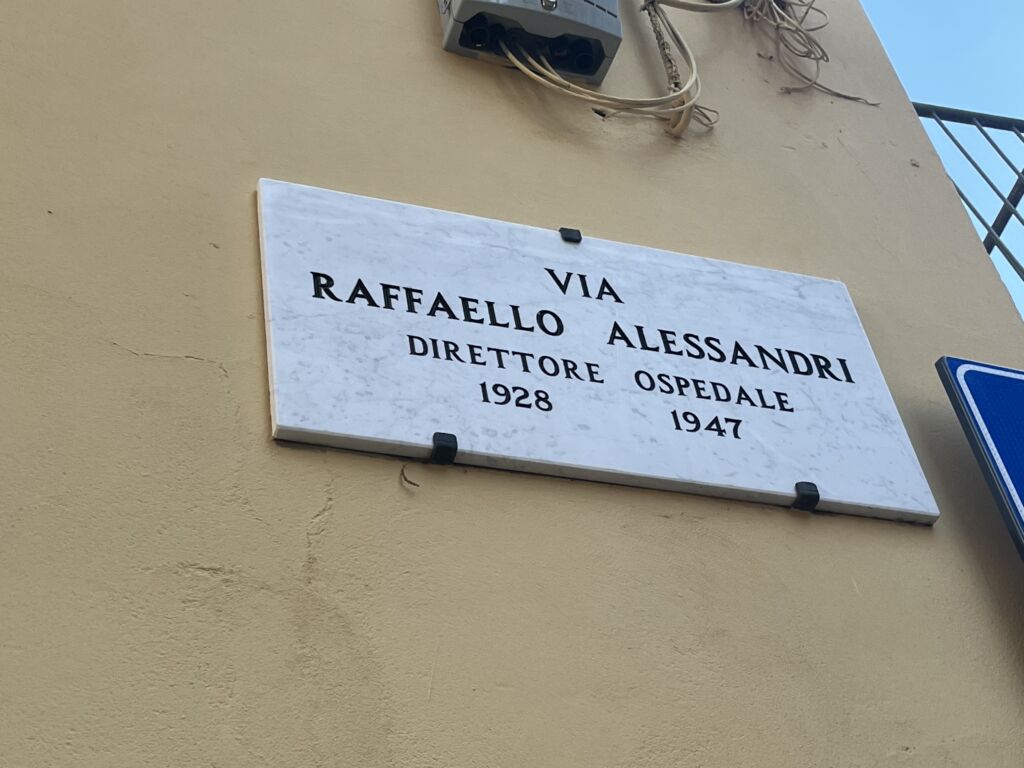 VIA
RAFFAELLO ALESSANDRI
DIRETTORE OSPEDALE
1928 1947